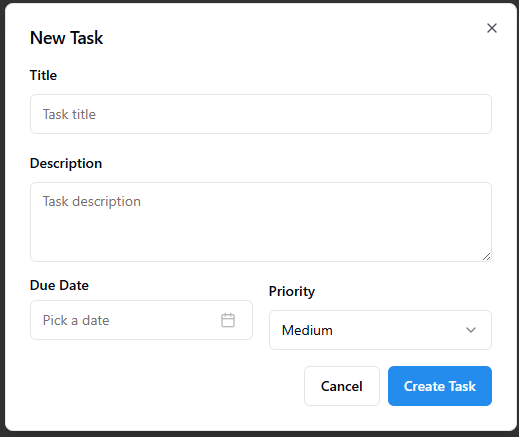 New Task
Title
Task title
Description
Task description
Due Date
Priority
Pick a date
Medium
Cancel
Create Task